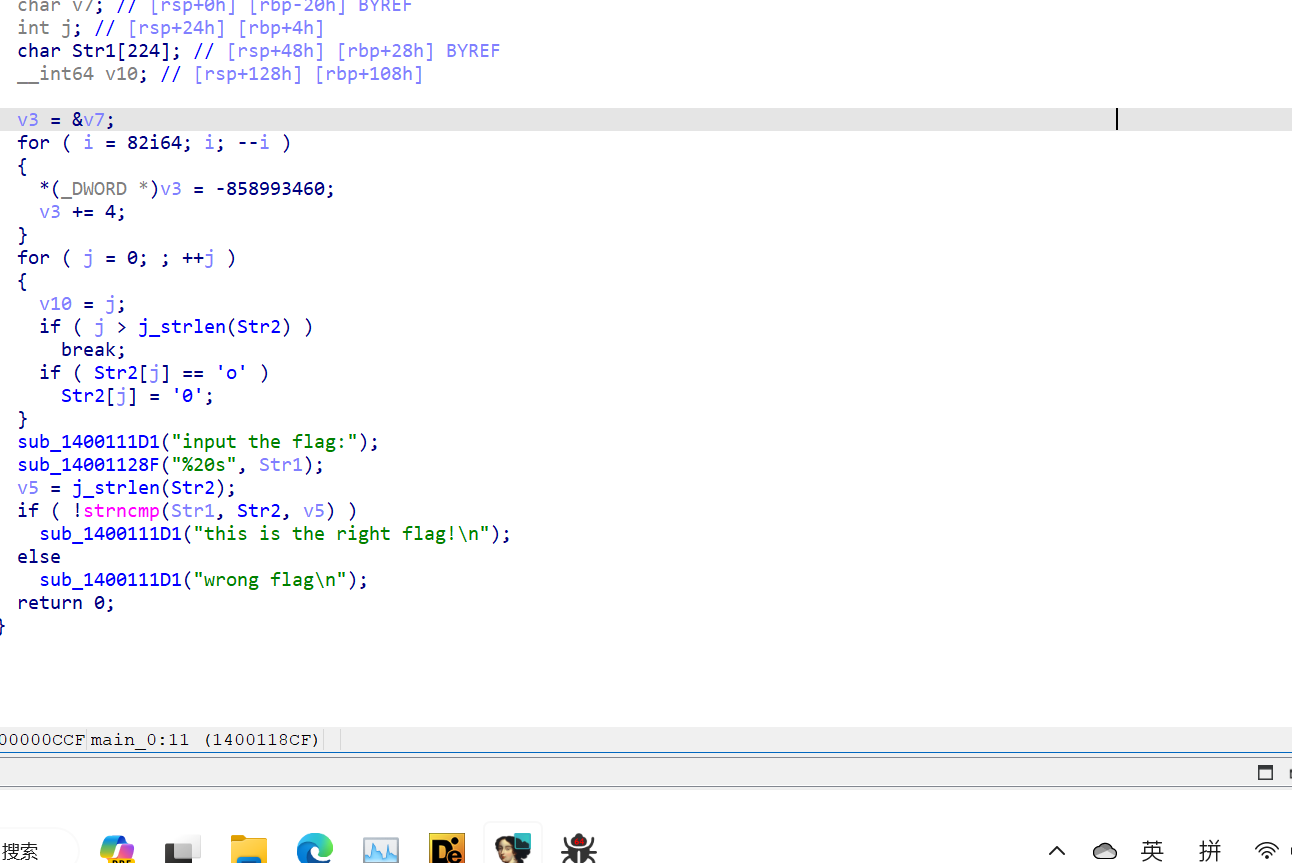 char v7; // [rsp+0h] [rbp-20h] BYREF
int j; // [rsp+24h] [rbp+4h]
char Str1[224]; // [rsp+48h] [rbp+28h] BYREF
__int64 v10; // [rsp+128h] [rbp+108h]
v3 = &v7;
for ( i = 82i64; i; --i )
{
*(_DWORD *)v3 = -858993460;
v3 += 4;
}
for ( j = 0; ; ++j )
{
v10 = j;
if ( j > j_strlen(Str2) )
break;
if ( Str2[j] == 'o' )
Str2[j] = '0';
}
sub_1400111D1("input the flag:");
sub_14001128F("%20s", Str1);
v5 = j_strlen(Str2);
if ( !strncmp(Str1, Str2, v5) )
sub_1400111D1("this is the right flag!\n");
else
sub_1400111D1("wrong flag\n");
return 0;
}
00000CCF main_0:11 (1400118CF)
搜索 De 英 拼